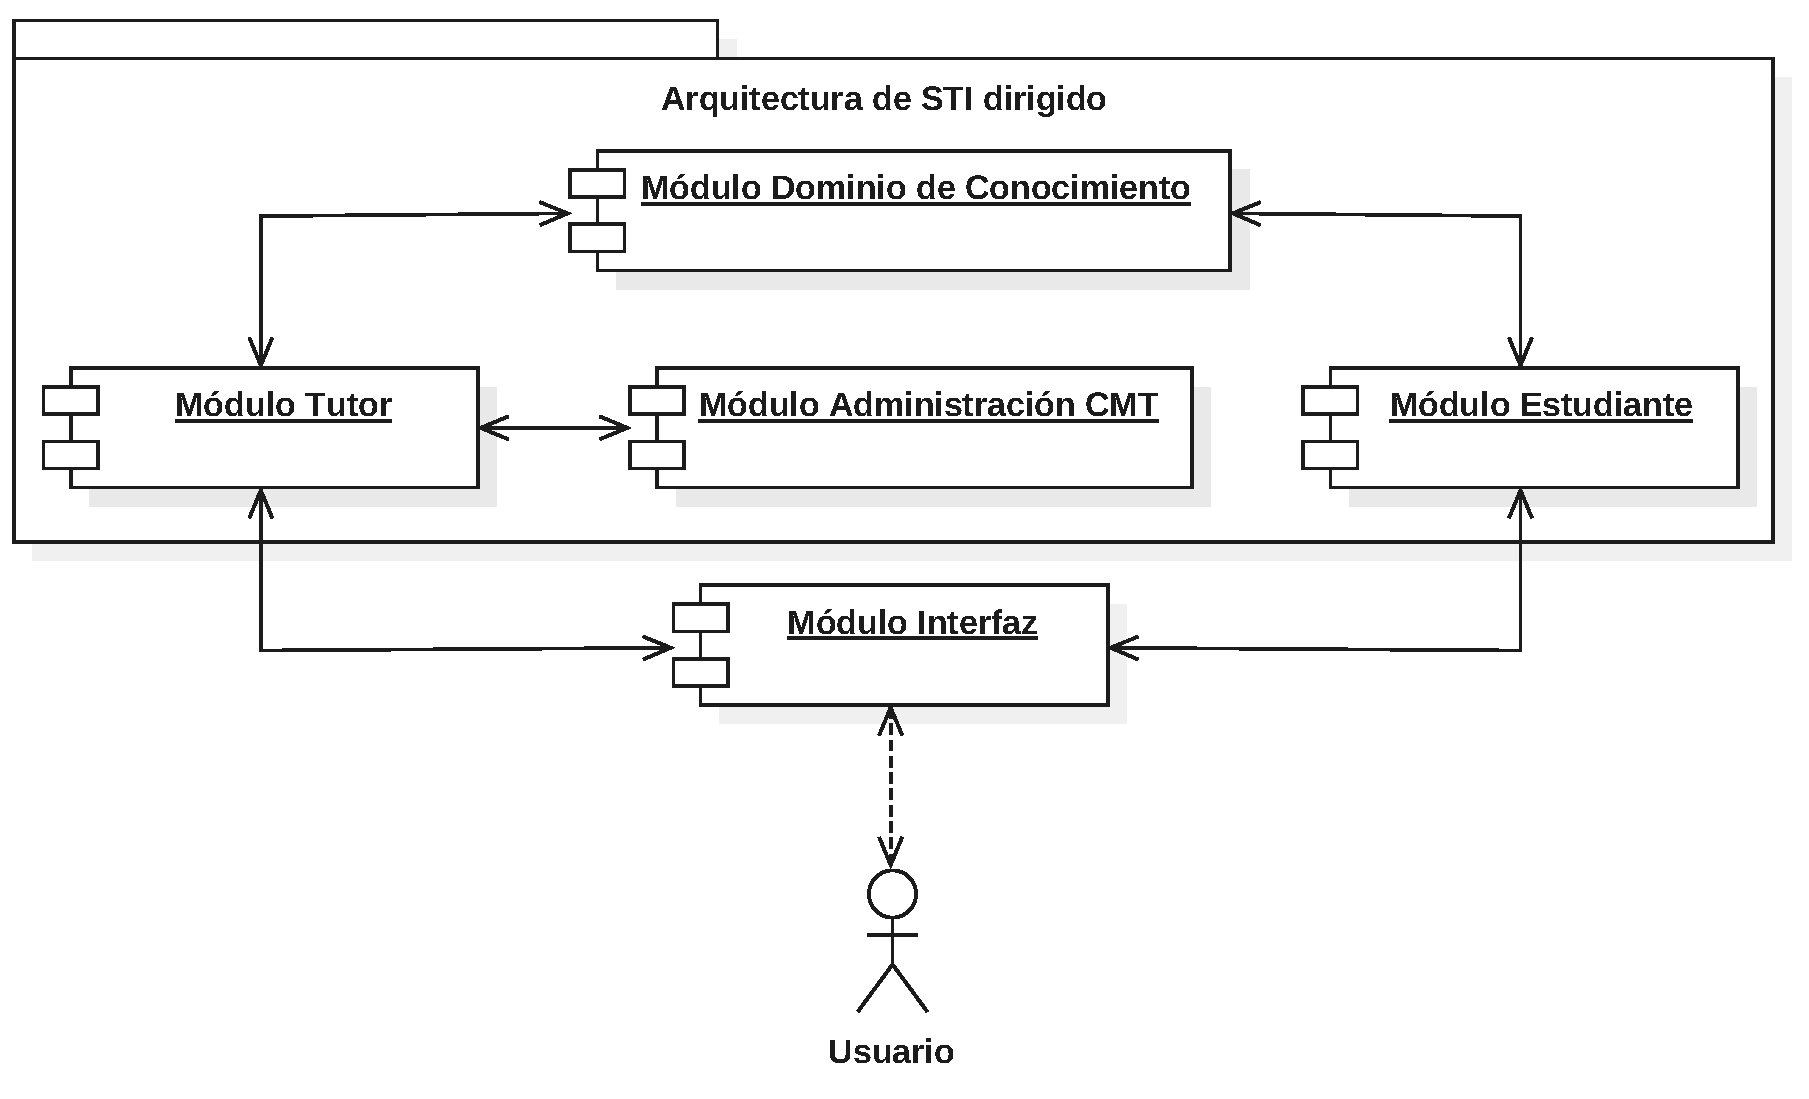 Arquitectura de STI dirigido
Módulo Dominio de Conocimiento
Módulo Tutor
Módulo Administración CMT
Módulo Estudiante
Módulo Interfaz
Usuario